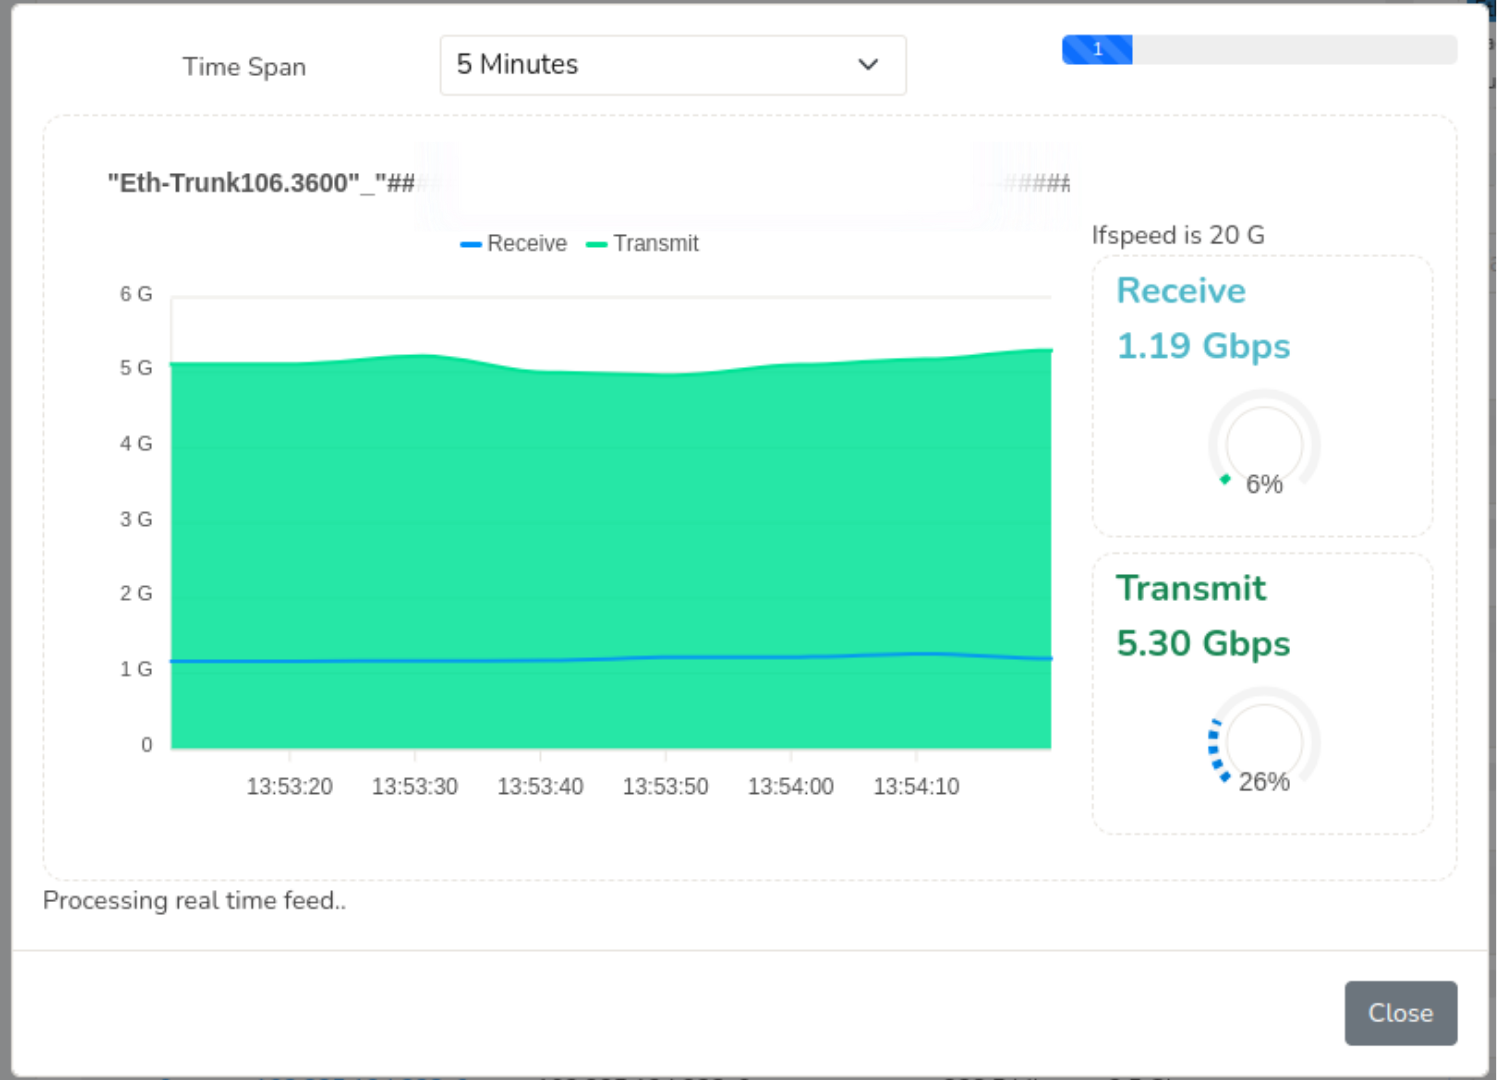 Time Span
5 Minutes
1
"Eth-Trunk106.3600"_"####
#####
Receive
Transmit
Ifspeed is 20 G
6 G
5 G
4 G
3 G
2 G
1 G
0
13:53:20 13:53:30 13:53:40 13:53:50 13:54:00 13:54:10
Receive
1.19 Gbps
6%
Transmit
5.30 Gbps
26%
Processing real time feed..
Close